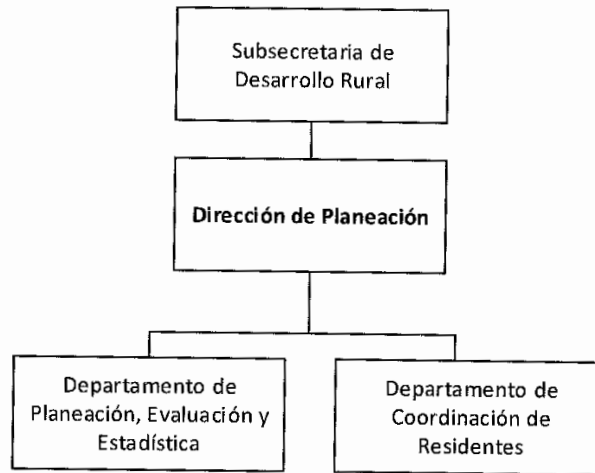 Subsecretaria de
Desarrollo Rural
Dirección de Planeación
Departamento de
Planeación, Evaluación y
Estadística
Departamento de
Coordinación de
Residentes